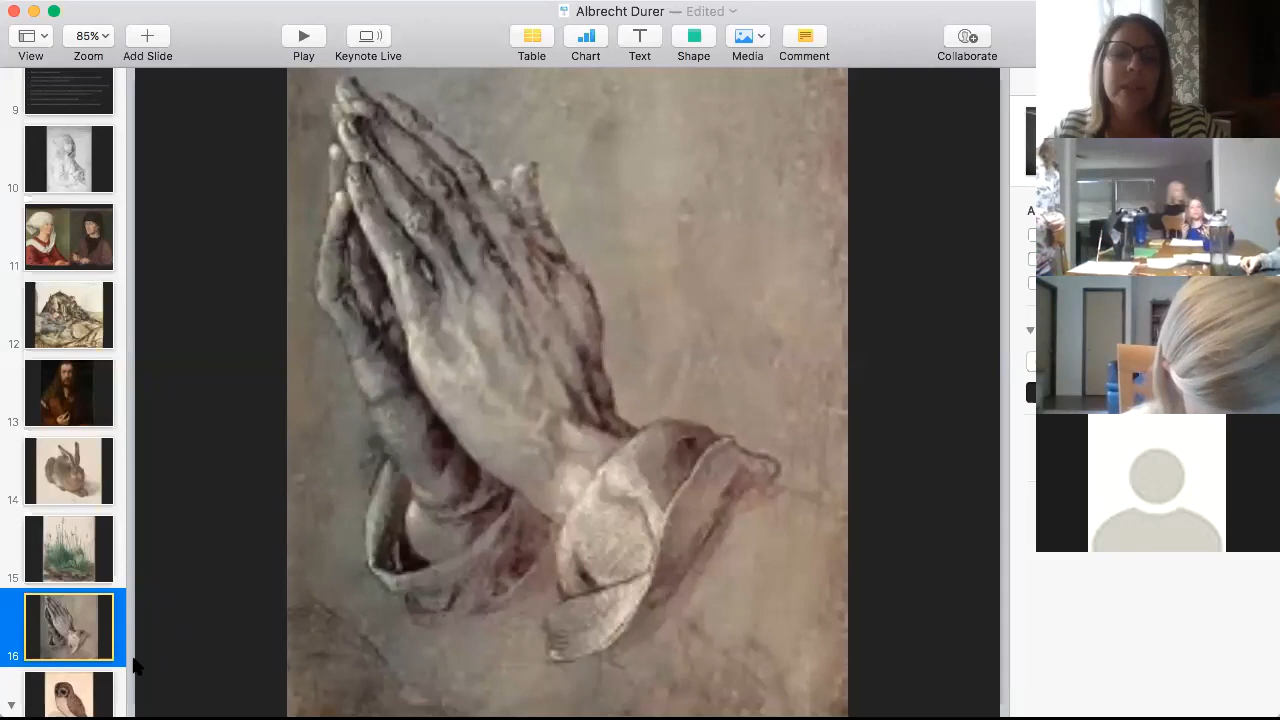 Albrecht Durer — Edited
85%
View
Zoom
Add Slide
Play
Keynote Live
Table
Chart
Text
Shape
Media
Comment
Collaborate
9
10
11
12
13
14
15
16